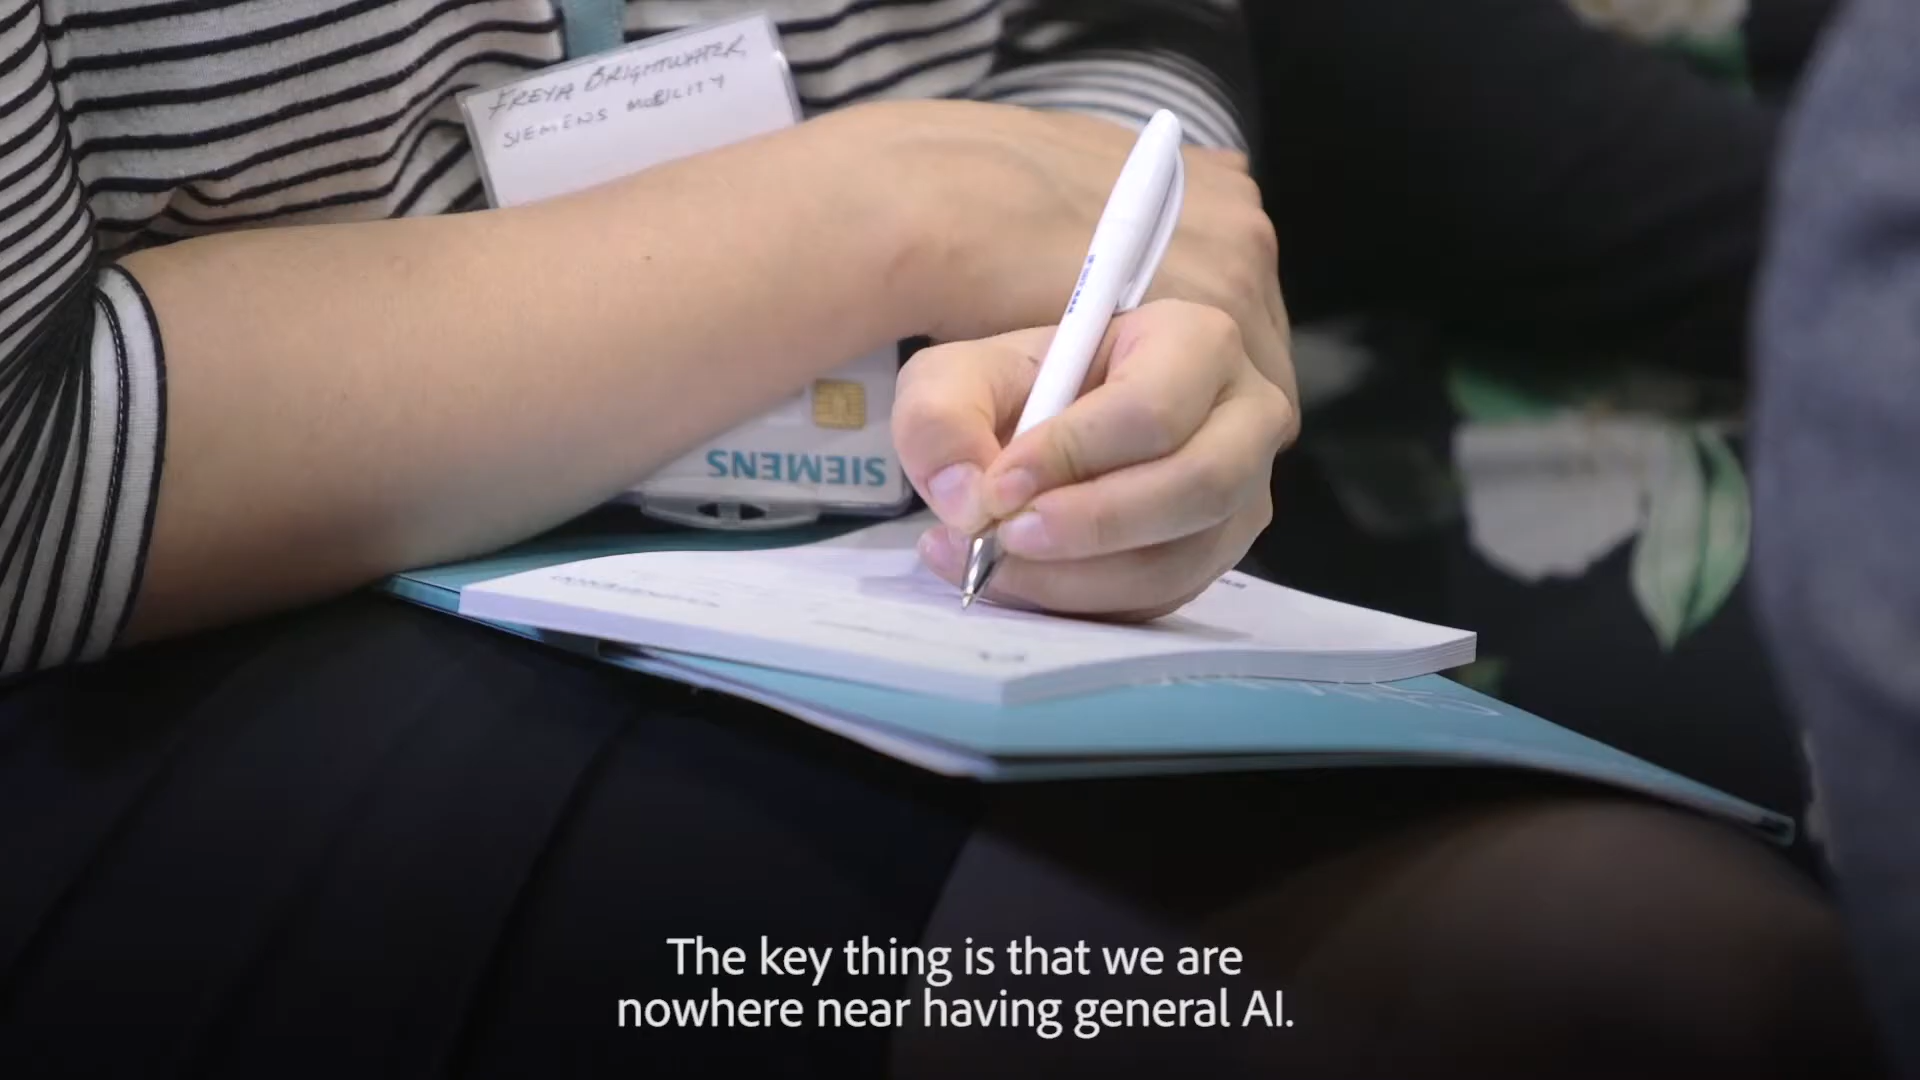 FREYA BRIGHTWATER
SIEMENS MOBILITY
SIEMENS
The key thing is that we are
nowhere near having general AI.